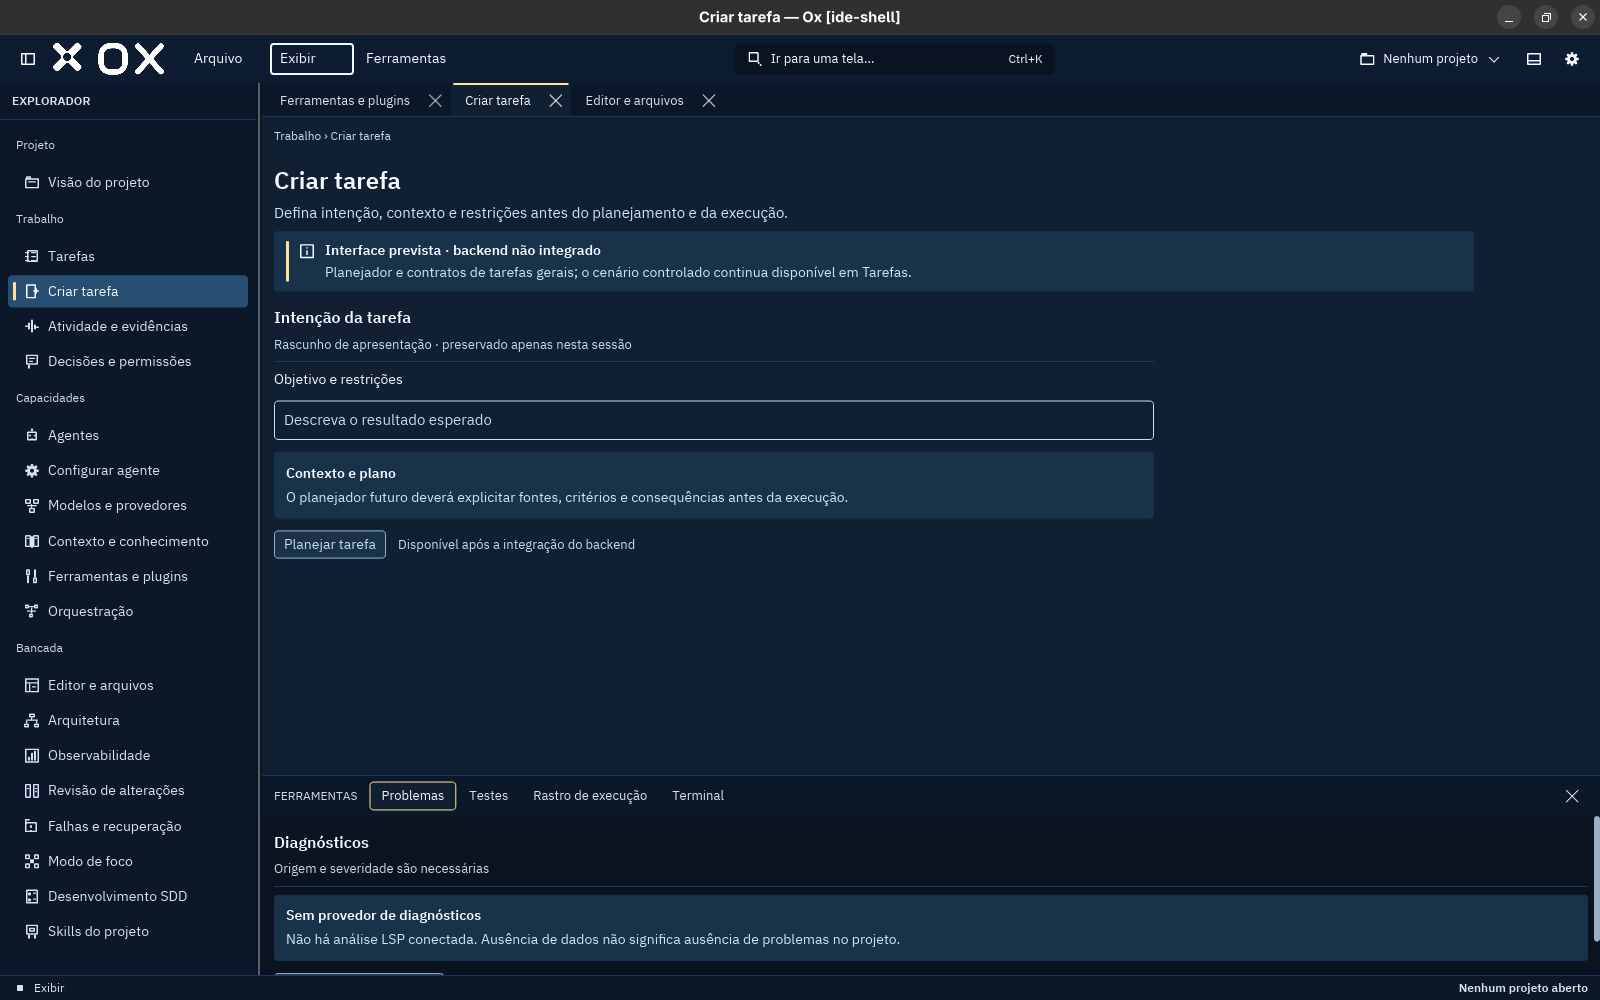 Criar tarefa — Ox [ide-shell]
OX
Arquivo
Exibir
Ferramentas
Ir para uma tela...
Ctrl+K
Nenhum projeto
EXPLORADOR
Projeto
Visão do projeto
Trabalho
Tarefas
Criar tarefa
Atividade e evidências
Decisões e permissões
Capacidades
Agentes
Configurar agente
Modelos e provedores
Contexto e conhecimento
Ferramentas e plugins
Orquestração
Bancada
Editor e arquivos
Arquitetura
Observabilidade
Revisão de alterações
Falhas e recuperação
Modo de foco
Desenvolvimento SDD
Skills do projeto
Ferramentas e plugins
Criar tarefa
Editor e arquivos
Trabalho › Criar tarefa
Criar tarefa
Defina intenção, contexto e restrições antes do planejamento e da execução.
Interface prevista · backend não integrado
Planejador e contratos de tarefas gerais; o cenário controlado continua disponível em Tarefas.
Intenção da tarefa
Rascunho de apresentação · preservado apenas nesta sessão
Objetivo e restrições
Descreva o resultado esperado
Contexto e plano
O planejador futuro deverá explicitar fontes, critérios e consequências antes da execução.
Planejar tarefa
Disponível após a integração do backend
FERRAMENTAS
Problemas
Testes
Rastro de execução
Terminal
Diagnósticos
Origem e severidade são necessárias
Sem provedor de diagnósticos
Não há análise LSP conectada. Ausência de dados não significa ausência de problemas no projeto.
Exibir
Nenhum projeto aberto